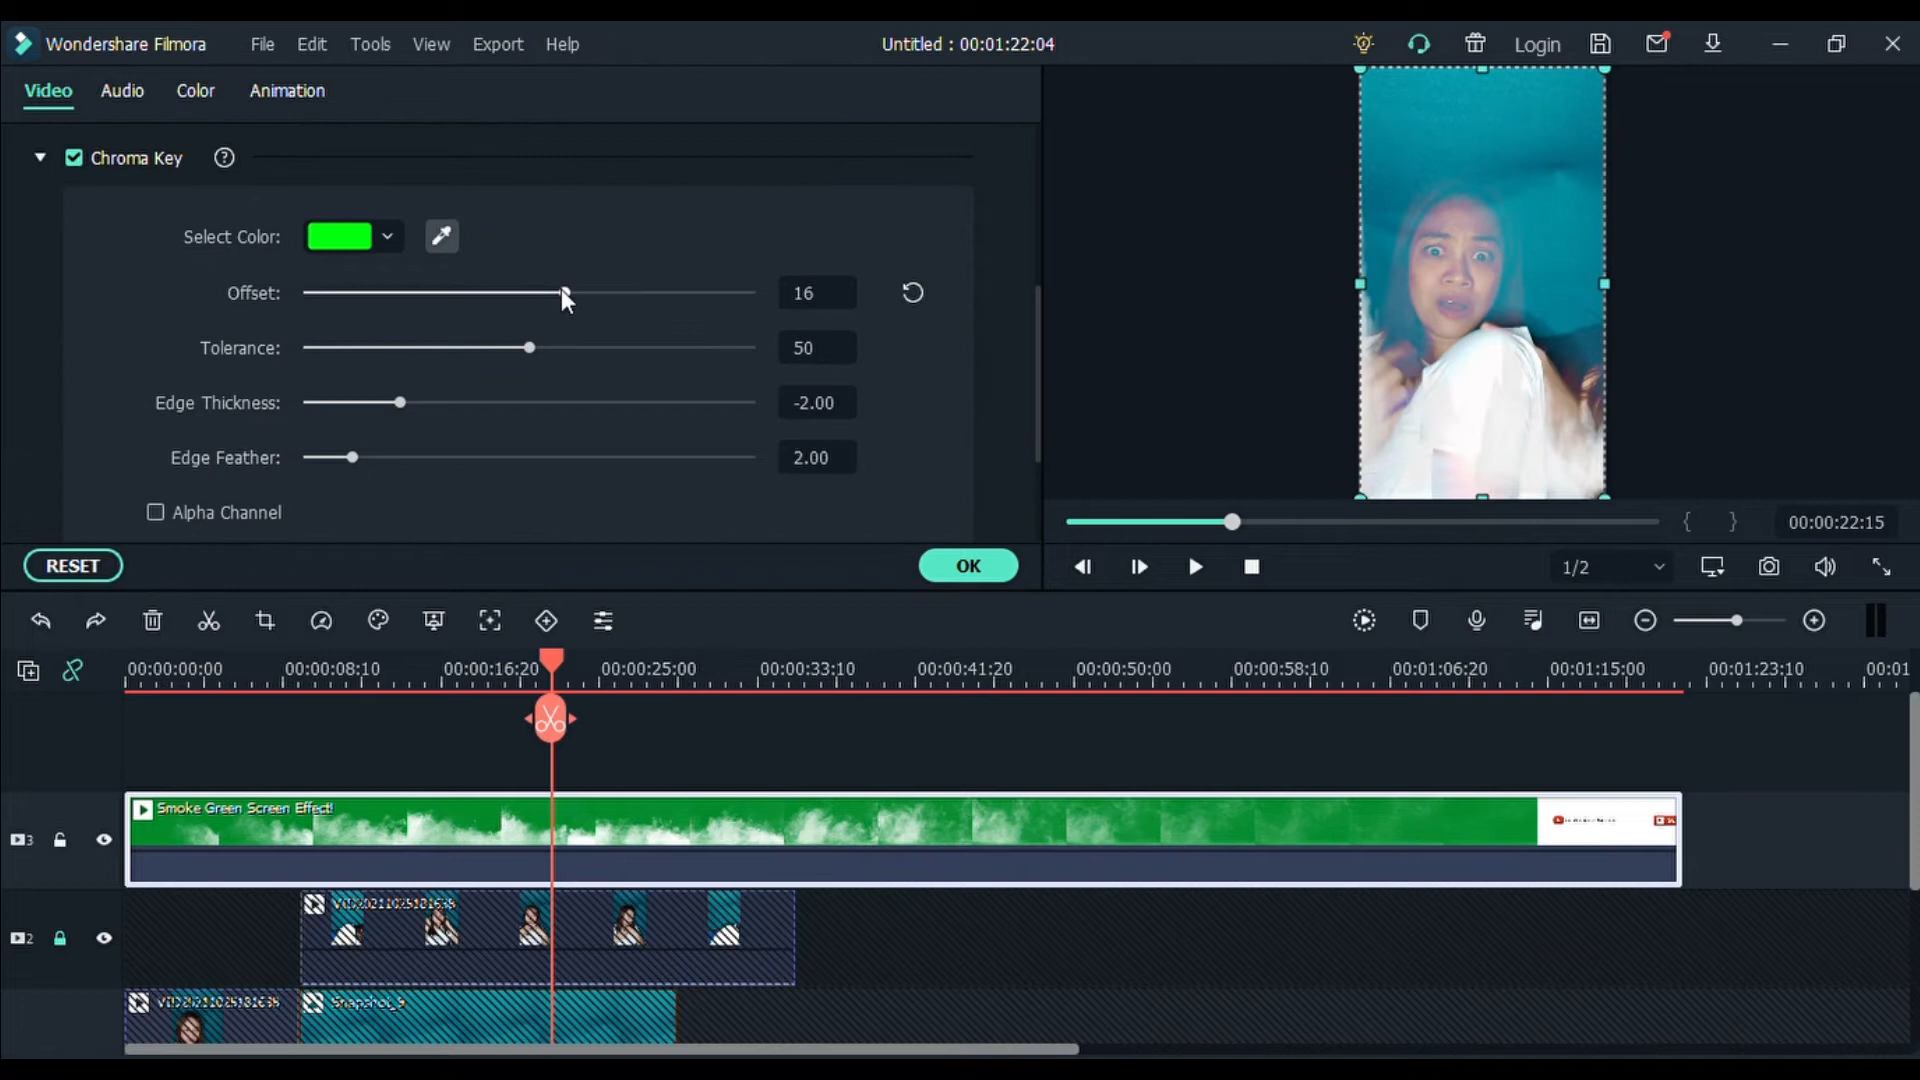 Wondershare Filmora File Edit Tools View Export Help Untitled : 00:01:22:04 Login
Video Audio Color Animation
Chroma Key ?
Select Color:
Offset: 16
Tolerance: 50
Edge Thickness: -2.00
Edge Feather: 2.00
Alpha Channel
{ } 00:00:22:15
RESET OK 1/2
00:00:00:00 00:00:08:10 00:00:16:20 00:00:25:00 00:00:33:10 00:00:41:20 00:00:50:00 00:00:58:10 00:01:06:20 00:01:15:00 00:01:23:10 00:01
Smoke Green Screen Effect!
3
VID20211025181638
2
VID20211025181638 Snapshot_9